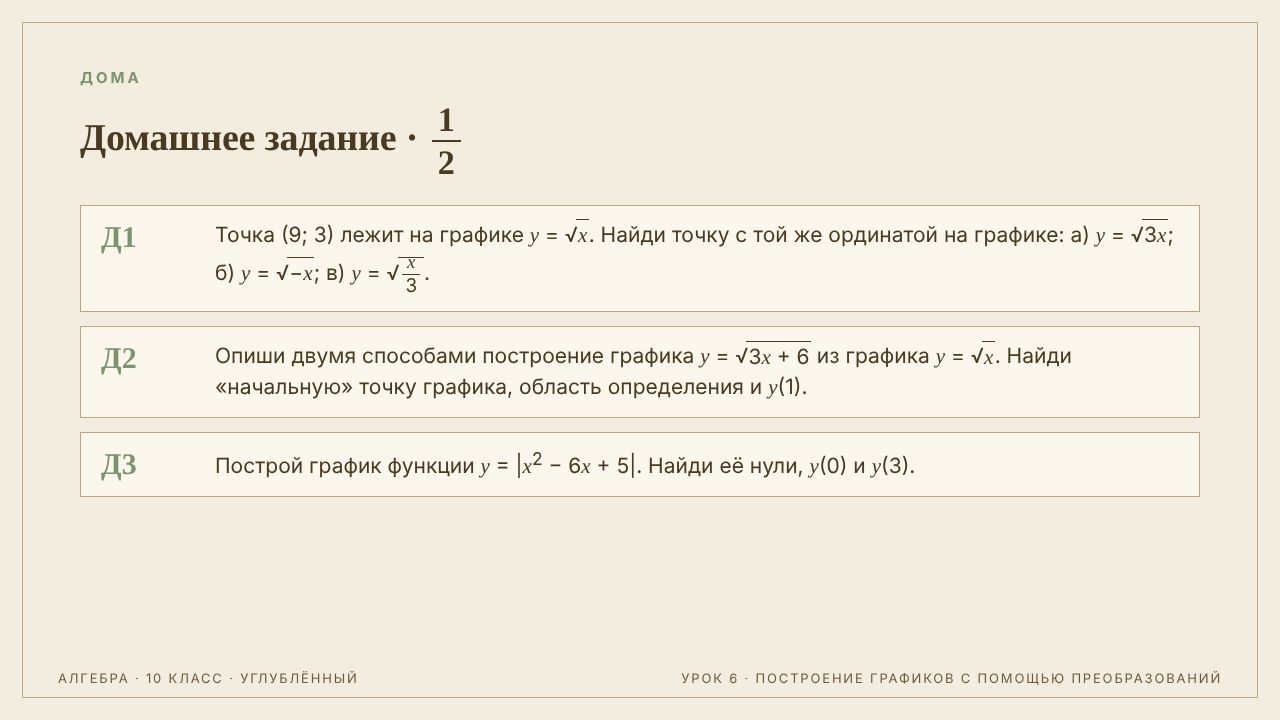 ДОМА
Домашнее задание · 1/2
Д1
Точка (9; 3) лежит на графике y = √x. Найди точку с той же ординатой на графике: а) y = √3x;
б) y = √−x; в) y = √x/3.
Д2
Опиши двумя способами построение графика y = √3x + 6 из графика y = √x. Найди
«начальную» точку графика, область определения и y(1).
Д3
Построй график функции y = |x² − 6x + 5|. Найди её нули, y(0) и y(3).
АЛГЕБРА · 10 КЛАСС · УГЛУБЛЁННЫЙ
УРОК 6 · ПОСТРОЕНИЕ ГРАФИКОВ С ПОМОЩЬЮ ПРЕОБРАЗОВАНИЙ